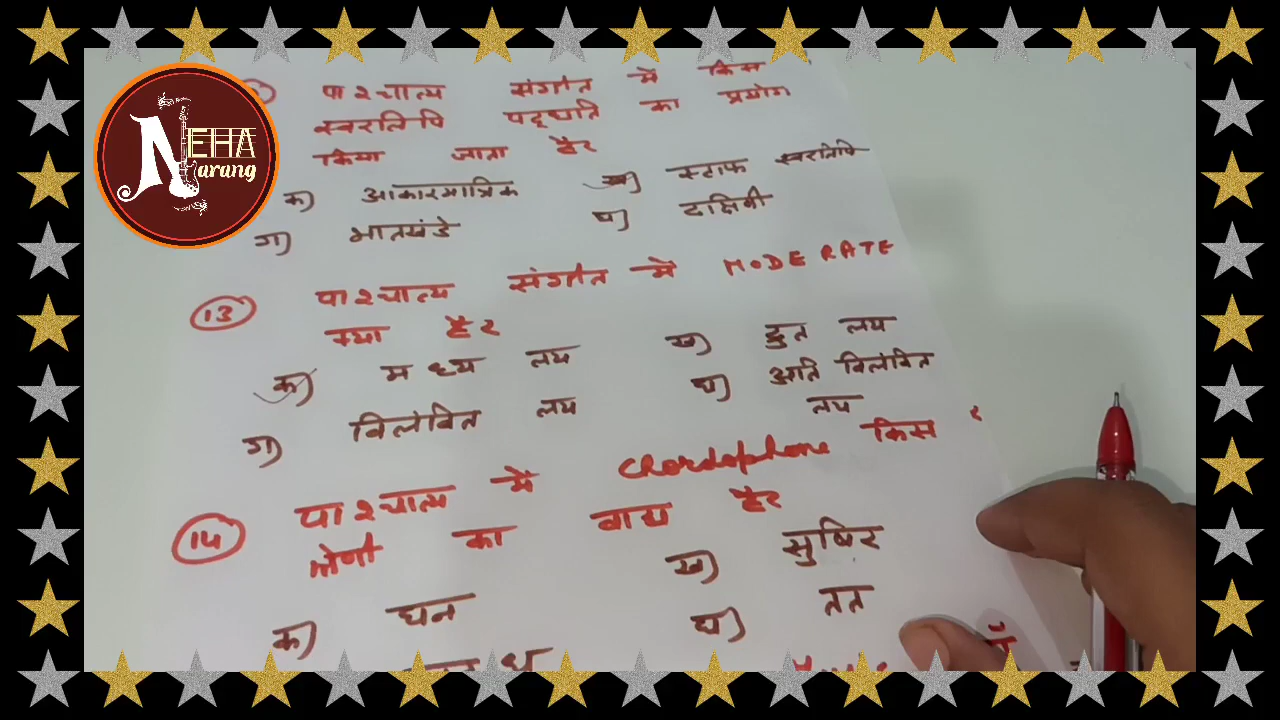 NEHA
Narang
पाश्चात्य संगीत में किस
स्वरलिपि पद्धति का प्रयोग
किया जाता है?
क) आकारमात्रिक ख) स्टाफ स्वरलिपि
ग) भातखंडे घ) दाक्षिणी
13 पाश्चात्य संगीत में MODERATE
क्या है?
क) मध्य लय ख) द्रुत लय
ग) विलंबित लय घ) अति विलंबित
लय
14 पाश्चात्य में Chordophone किस
श्रेणी का वाद्य है?
क) घन ख) सुषिर
घ) तत